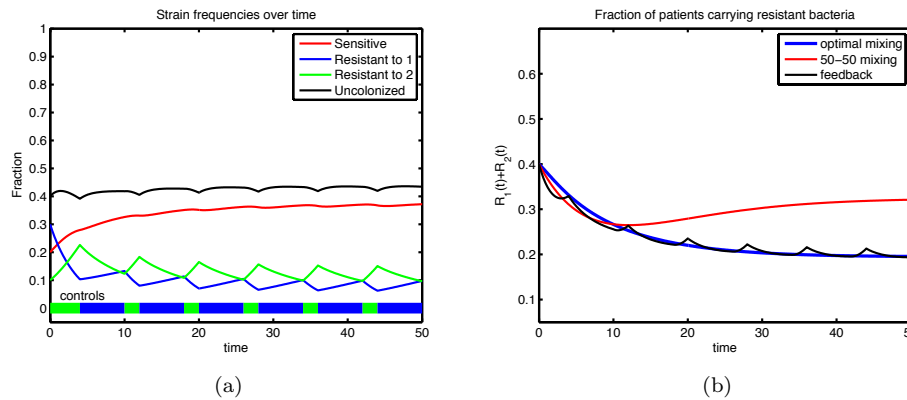 Strain frequencies over time
1
0.9
0.8
0.7
0.6
0.5
0.4
0.3
0.2
0.1
0
Fraction
Sensitive
Resistant to 1
Resistant to 2
Uncolonized
controls
0 10 20 30 40 50
time
(a)
Fraction of patients carrying resistant bacteria
0.7
0.6
0.5
0.4
0.3
0.2
0.1
R1(t)+R2(t)
optimal mixing
50−50 mixing
feedback
0 10 20 30 40 50
time
(b)